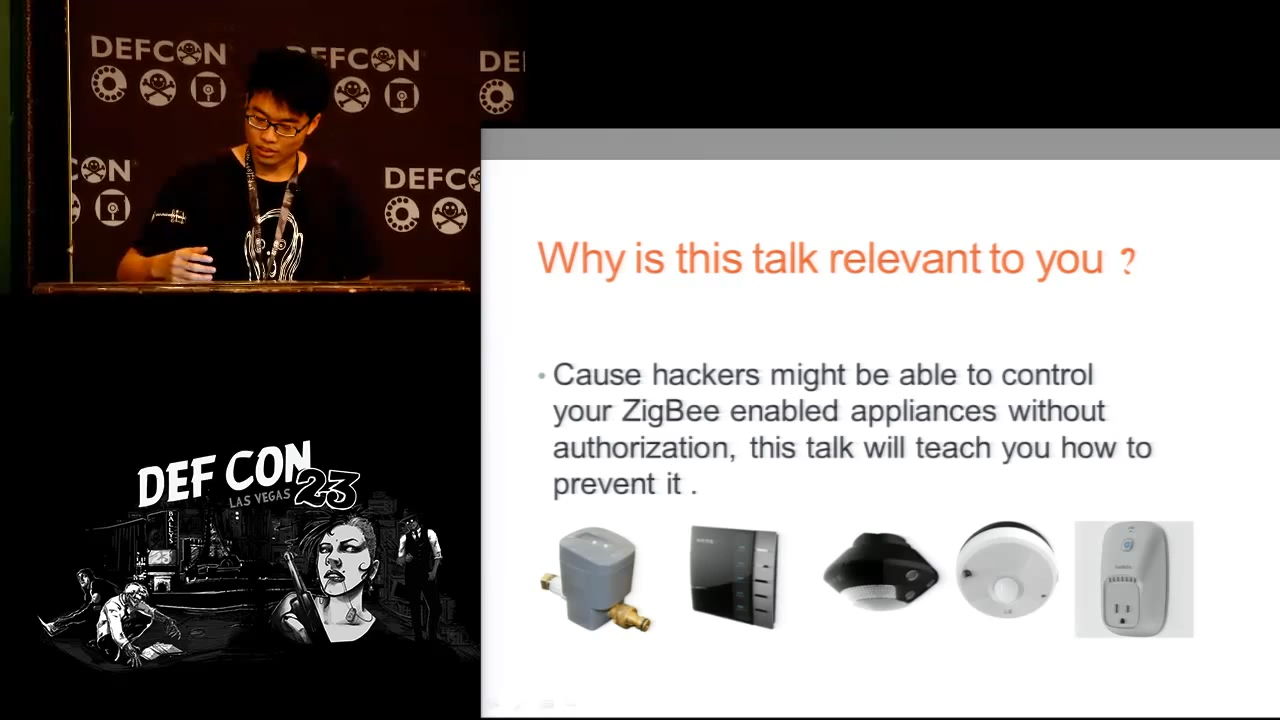 DEFCON
DEFCON
DE
CON
DEFC
Why is this talk relevant to you ?
Cause hackers might be able to control
your ZigBee enabled appliances without
authorization, this talk will teach you how to
prevent it .
DEF CON
LAS VEGAS 23
BALLY'S